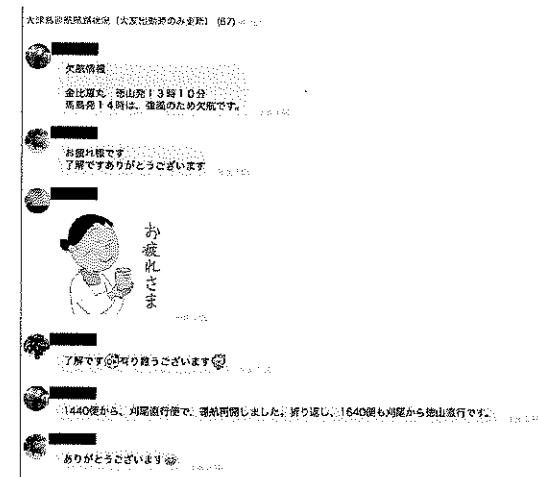 大津島診療航路状況（大友出勤時のみ更新） (67)
欠航情報
金比羅丸 徳山発13時10分
馬島発14時は、強風のため欠航です。
お疲れ様です
了解ですありがとうございます
お疲れさま
了解です 有り難うございます
1440便から、刈尾直行便で、運航再開しました。折り返し、1640便も刈尾から徳山直行です。
ありがとうございます